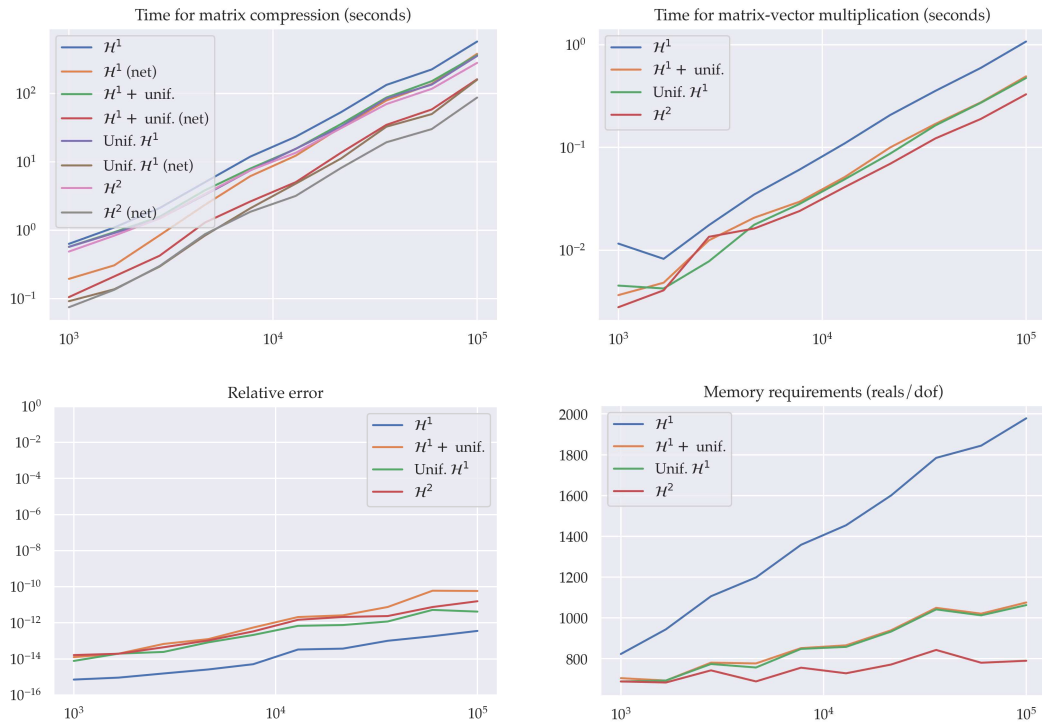 Time for matrix compression (seconds)
10²
10¹
10⁰
10⁻¹
ℋ¹
ℋ¹ (net)
ℋ¹ + unif.
ℋ¹ + unif. (net)
Unif. ℋ¹
Unif. ℋ¹ (net)
ℋ²
ℋ² (net)
10³ 10⁴ 10⁵
Time for matrix-vector multiplication (seconds)
10⁰
10⁻¹
10⁻²
ℋ¹
ℋ¹ + unif.
Unif. ℋ¹
ℋ²
10³ 10⁴ 10⁵
Relative error
10⁰
10⁻²
10⁻⁴
10⁻⁶
10⁻⁸
10⁻¹⁰
10⁻¹²
10⁻¹⁴
10⁻¹⁶
ℋ¹
ℋ¹ + unif.
Unif. ℋ¹
ℋ²
10³ 10⁴ 10⁵
Memory requirements (reals/dof)
2000
1800
1600
1400
1200
1000
800
ℋ¹
ℋ¹ + unif.
Unif. ℋ¹
ℋ²
10³ 10⁴ 10⁵